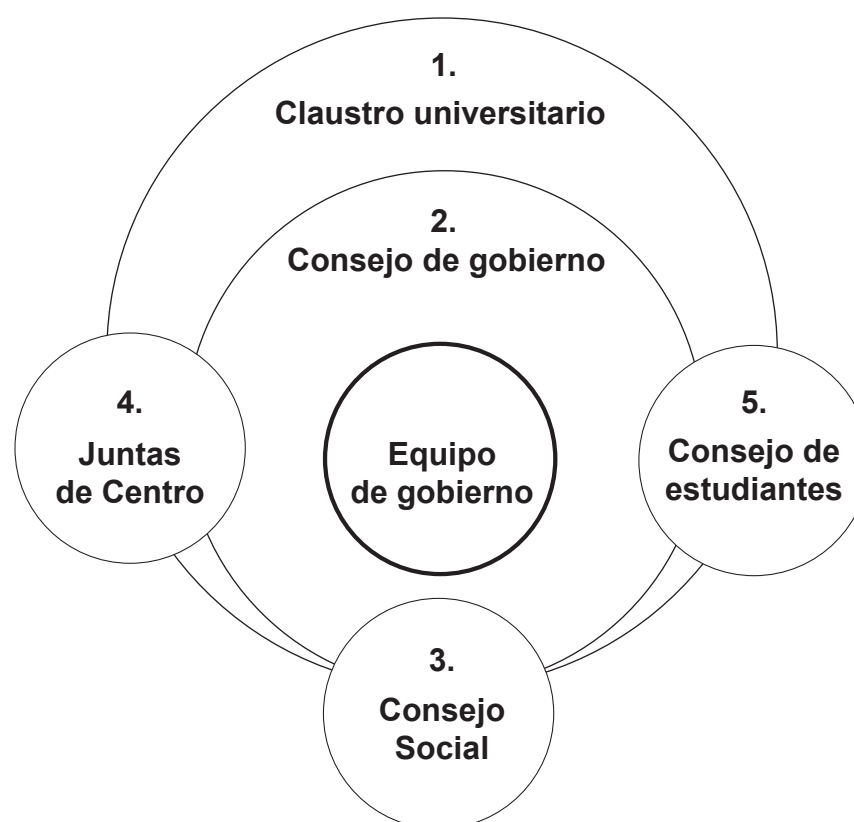 1.
Claustro universitario
2.
Consejo de gobierno
4.
Juntas
de Centro
Equipo
de gobierno
5.
Consejo de
estudiantes
3.
Consejo
Social